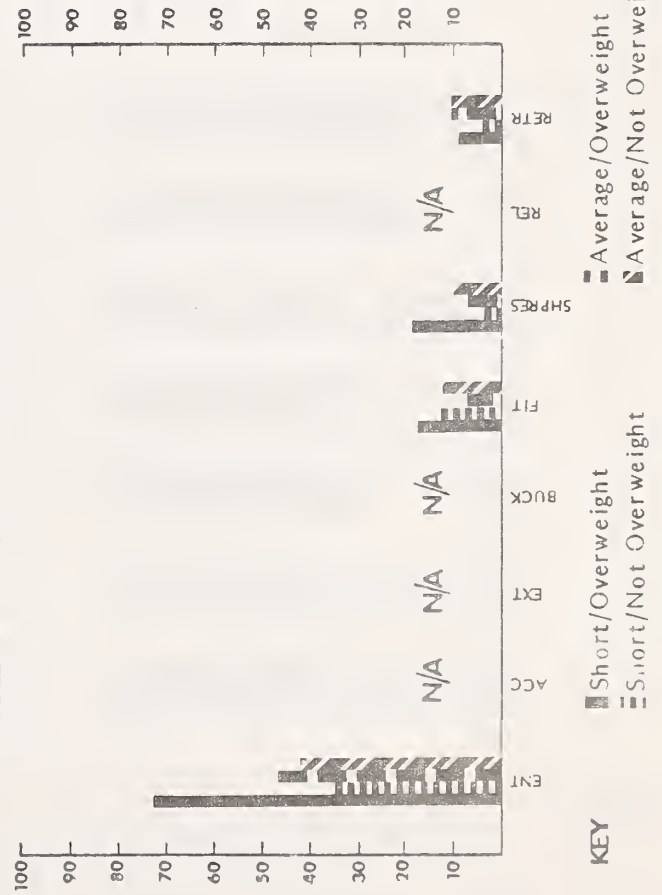 100
90
80
70
60
50
40
30
20
10
100
90
80
70
60
50
40
30
20
10
N/A
N/A
N/A
N/A
ENT
ACC
EXT
BUCK
FIT
SHPRES
REL
RETR
KEY
Short/Overweight
Short/Not Overweight
Average/Overweight
Average/Not Overwei